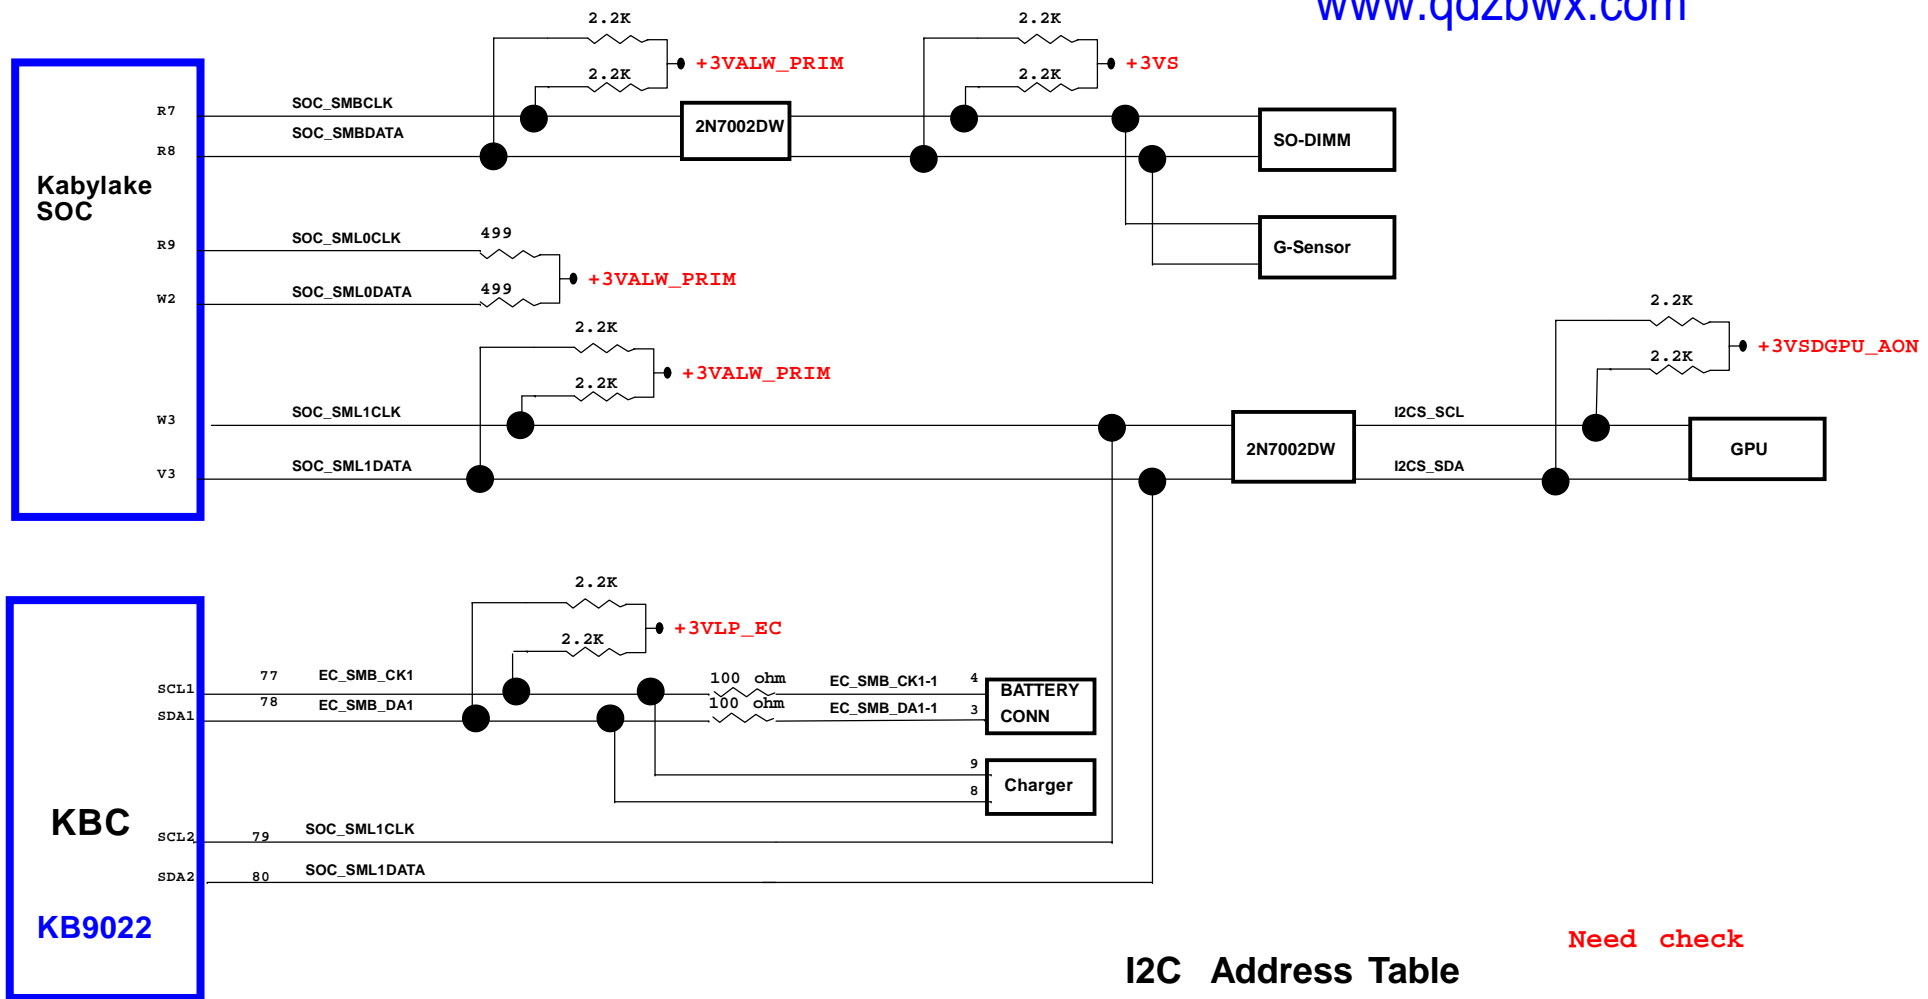 www.qdzbwx.com
2.2K
2.2K
+3VALW_PRIM
2.2K
2.2K
+3VS
Kabylake
SOC
R7
SOC_SMBCLK
SOC_SMBDATA
R8
2N7002DW
SO-DIMM
G-Sensor
R9
SOC_SML0CLK
499
+3VALW_PRIM
W2
SOC_SML0DATA
499
2.2K
2.2K
+3VALW_PRIM
2.2K
2.2K
+3VSDGPU_AON
W3
SOC_SML1CLK
V3
SOC_SML1DATA
2N7002DW
I2CS_SCL
I2CS_SDA
GPU
2.2K
2.2K
+3VLP_EC
SCL1
77
EC_SMB_CK1
100 ohm
EC_SMB_CK1-1
4
SDA1
78
EC_SMB_DA1
100 ohm
EC_SMB_DA1-1
3
BATTERY
CONN
9
8
Charger
KBC
SCL2
79
SOC_SML1CLK
SDA2
80
SOC_SML1DATA
KB9022
Need check
I2C Address Table